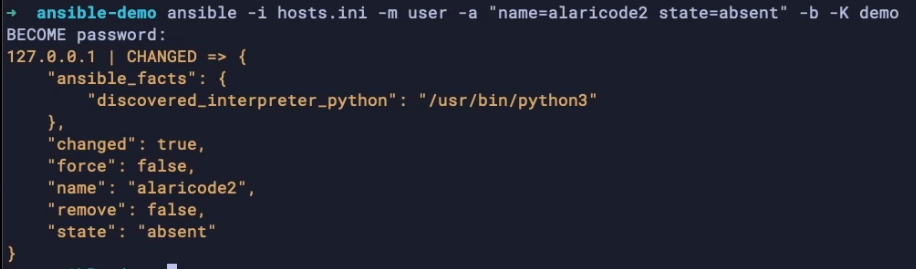 → ansible-demo ansible -i hosts.ini -m user -a "name=alaricode2 state=absent" -b -K demo
BECOME password:
127.0.0.1 | CHANGED => {
    "ansible_facts": {
        "discovered_interpreter_python": "/usr/bin/python3"
    },
    "changed": true,
    "force": false,
    "name": "alaricode2",
    "remove": false,
    "state": "absent"
}